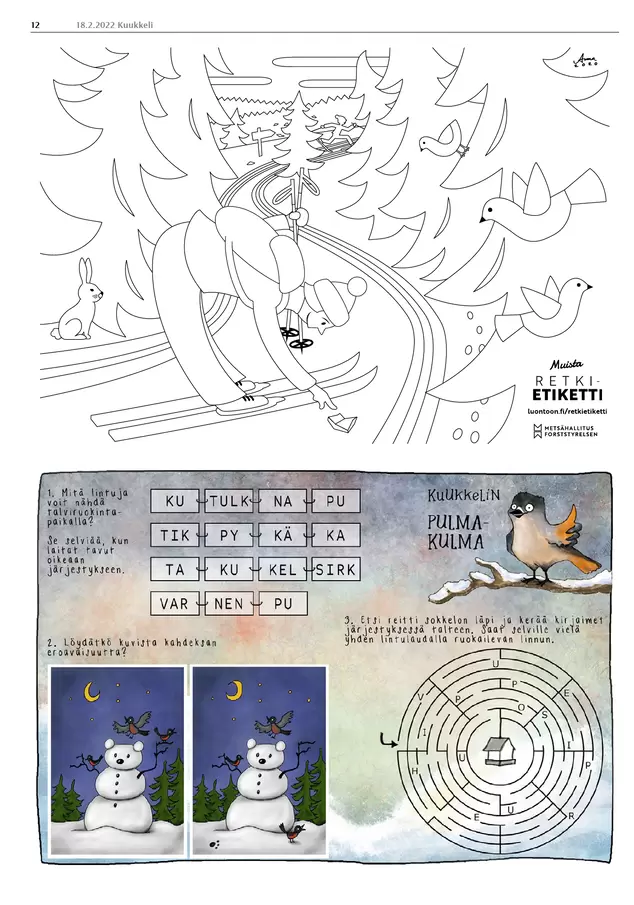 12 18.2.2022 Kuukkeli
Anna
2020
Muista
RETKI-
ETIKETTI
luontoon.fi/retkietiketti
METSÄHALLITUS
FORSTSTYRELSEN
1. Mitä lintuja
voit nähdä
talviruokinta-
paikalla?
Se selviää, kun
laitat tavut
oikeaan
järjestykseen.
KU TULK NA PU
TIK PY KÄ KA
TA KU KEL SIRK
VAR NEN PU
KuuKKELIN
PULMA-
KULMA
2. Löydätkö kuvista kahdeksan
eroavaisuutta?
3. Etsi reitti sokkelon läpi ja kerää kirjaimet
järjestyksessä talteen. Saat selville vielä
yhden lintulaudalla ruokailevan linnun.
U
P
V P E
O S
I I
U P
H
U
E R